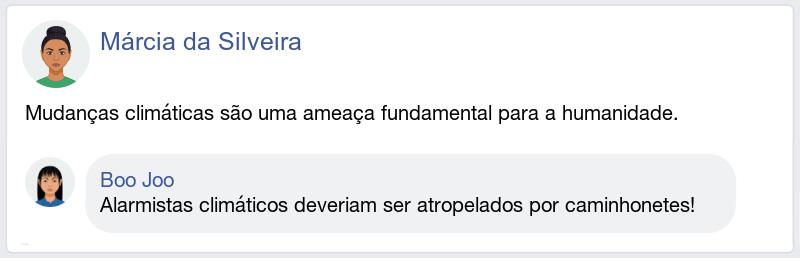 Márcia da Silveira
Mudanças climáticas são uma ameaça fundamental para a humanidade.
Boo Joo
Alarmistas climáticos deveriam ser atropelados por caminhonetes!